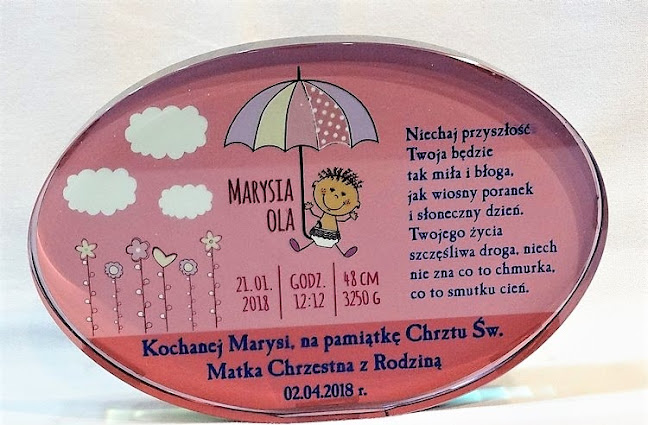 MARYSIA
OLA
21.01.
2018
GODZ.
12:12
48 CM
3250 G
Niechaj przyszłość
Twoja będzie
tak miła i błoga,
jak wiosny poranek
i słoneczny dzień.
Twojego życia
szczęśliwa droga, niech
nie zna co to chmurka,
co to smutku cień.
Kochanej Marysi, na pamiątkę Chrztu Św.
Matka Chrzestna z Rodziną
02.04.2018 r.